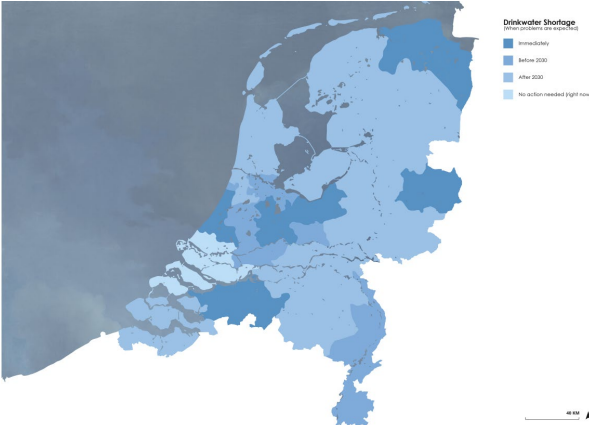 Drinkwater Shortage
(When problems are expected)
Immediately
Before 2030
After 2030
No action needed (right now
40 KM